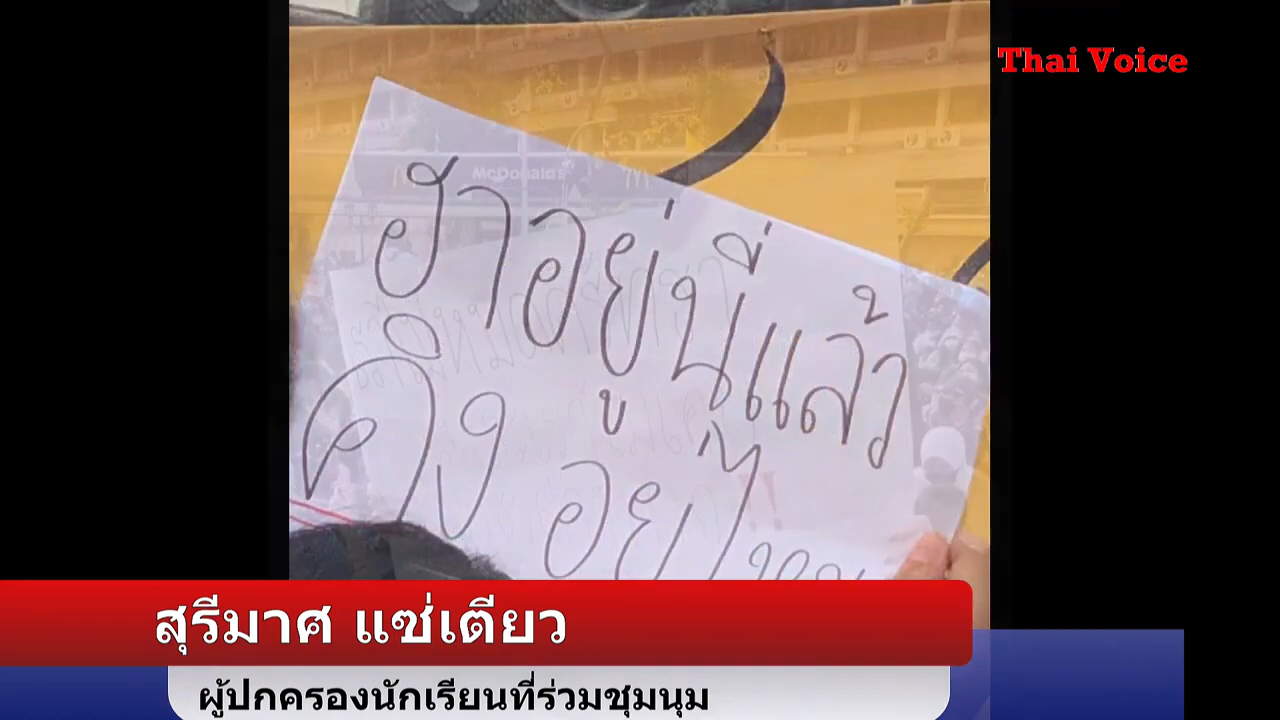 Thai Voice
McDonald's
ฮาอยู่นี่แล้ว
คิง อยู่ไหน
สุรีมาศ แซ่เตียว
ผู้ปกครองนักเรียนที่ร่วมชุมนุม